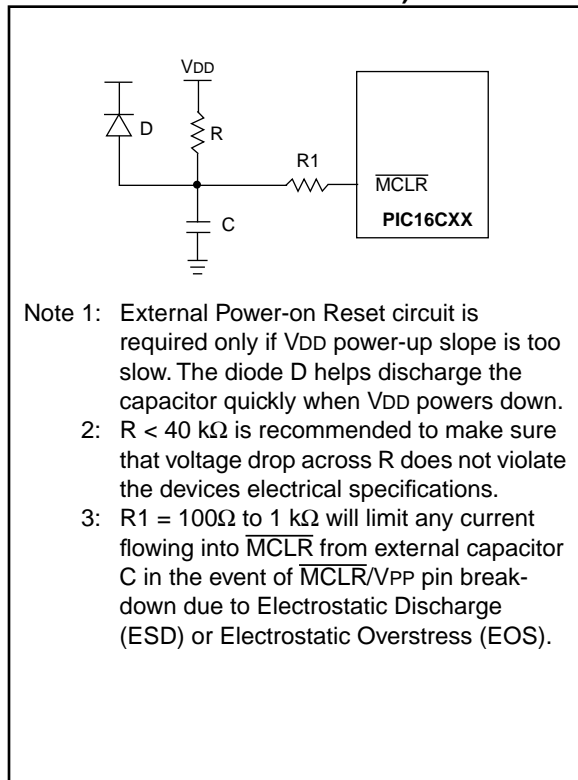 VDD
D
R
R1
MCLR
PIC16CXX
C
Note 1: External Power-on Reset circuit is
required only if VDD power-up slope is too
slow. The diode D helps discharge the
capacitor quickly when VDD powers down.
2: R < 40 kΩ is recommended to make sure
that voltage drop across R does not violate
the devices electrical specifications.
3: R1 = 100Ω to 1 kΩ will limit any current
flowing into MCLR from external capacitor
C in the event of MCLR/VPP pin break-
down due to Electrostatic Discharge
(ESD) or Electrostatic Overstress (EOS).